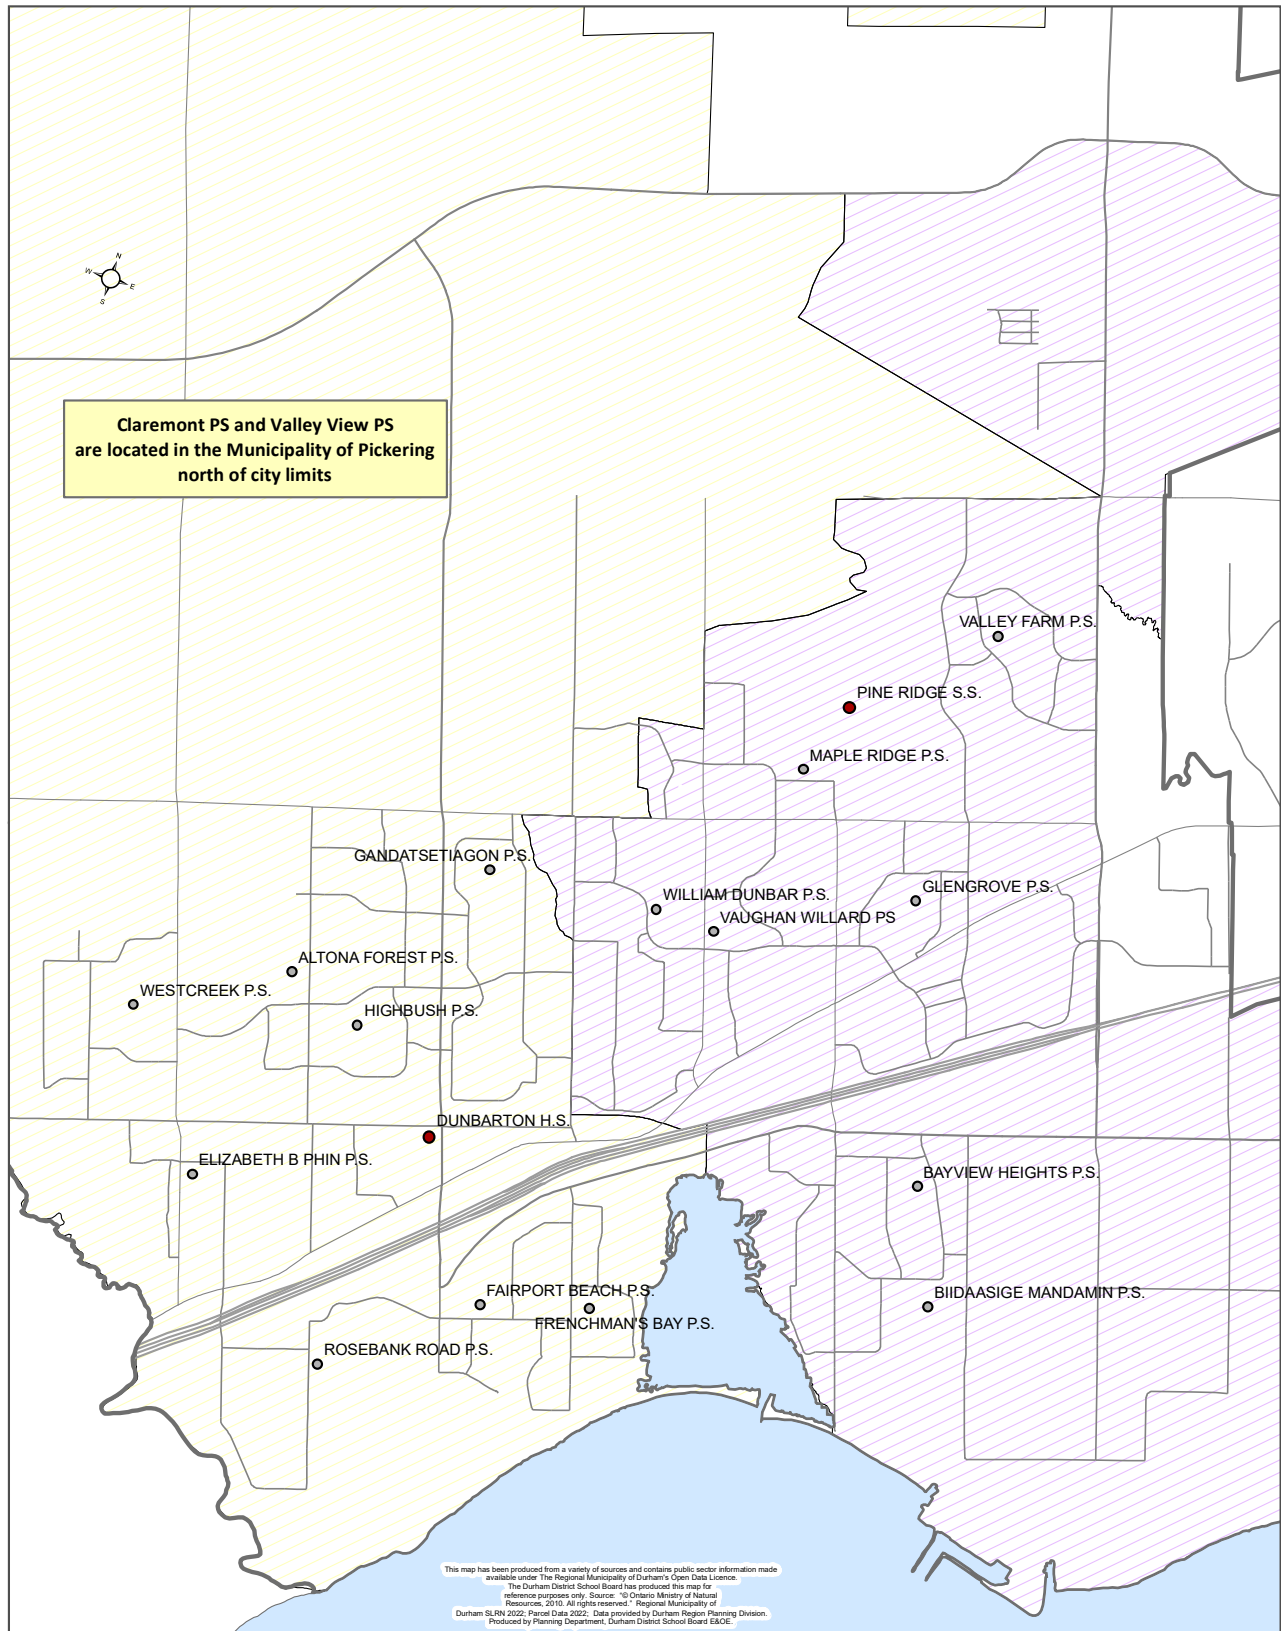 N
W
E
S
Claremont PS and Valley View PS
are located in the Municipality of Pickering
north of city limits
VALLEY FARM P.S.
PINE RIDGE S.S.
MAPLE RIDGE P.S.
GANDATSETIAGON P.S.
WILLIAM DUNBAR P.S.
GLENGROVE P.S.
VAUGHAN WILLARD PS
ALTONA FOREST P.S.
WESTCREEK P.S.
HIGHBUSH P.S.
DUNBARTON H.S.
ELIZABETH B PHIN P.S.
BAYVIEW HEIGHTS P.S.
FAIRPORT BEACH P.S.
BIIDAASIGE MANDAMIN P.S.
FRENCHMAN'S BAY P.S.
ROSEBANK ROAD P.S.
This map has been produced from a variety of sources and contains public sector information made
available under The Regional Municipality of Durham's Open Data Licence.
The Durham District School Board has produced this map for
reference purposes only. Source: "© Ontario Ministry of Natural
Resources, 2010. All rights reserved." Regional Municipality of
Durham SLRN 2022; Parcel Data 2022; Data provided by Durham Region Planning Division.
Produced by Planning Department, Durham District School Board E&OE.